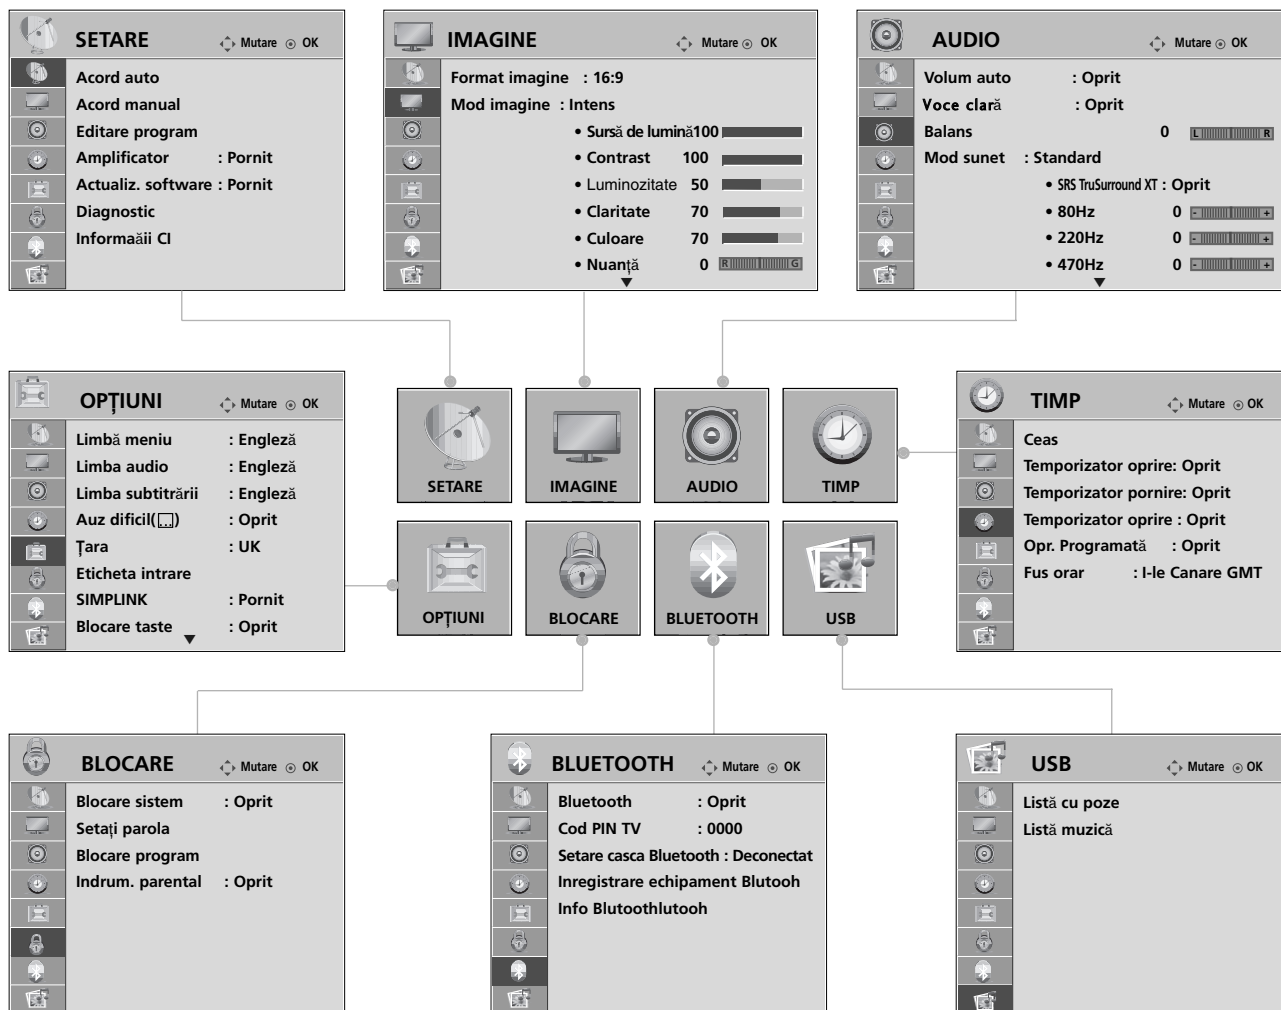 SETARE Mutare OK
Acord auto
Acord manual
Editare program
Amplificator : Pornit
Actualiz. software : Pornit
Diagnostic
Informaăii CI
IMAGINE Mutare OK
Format imagine : 16:9
Mod imagine : Intens
• Sursă de lumină100
• Contrast 100
• Luminozitate 50
• Claritate 70
• Culoare 70
• Nuanță 0 R G
AUDIO Mutare OK
Volum auto : Oprit
Voce clară : Oprit
Balans 0 L R
Mod sunet : Standard
• SRS TruSurround XT : Oprit
• 80Hz 0 - +
• 220Hz 0 - +
• 470Hz 0 - +
OPȚIUNI Mutare OK
Limbă meniu : Engleză
Limba audio : Engleză
Limba subtitrării : Engleză
Auz dificil(...) : Oprit
Țara : UK
Eticheta intrare
SIMPLINK : Pornit
Blocare taste : Oprit
SETARE
IMAGINE
AUDIO
TIMP
OPȚIUNI
BLOCARE
BLUETOOTH
USB
TIMP Mutare OK
Ceas
Temporizator oprire: Oprit
Temporizator pornire: Oprit
Temporizator oprire : Oprit
Opr. Programată : Oprit
Fus orar : I-le Canare GMT
BLOCARE Mutare OK
Blocare sistem : Oprit
Setați parola
Blocare program
Indrum. parental : Oprit
BLUETOOTH Mutare OK
Bluetooth : Oprit
Cod PIN TV : 0000
Setare casca Bluetooth : Deconectat
Inregistrare echipament Blutooh
Info Blutoothlutooh
USB Mutare OK
Listă cu poze
Listă muzică